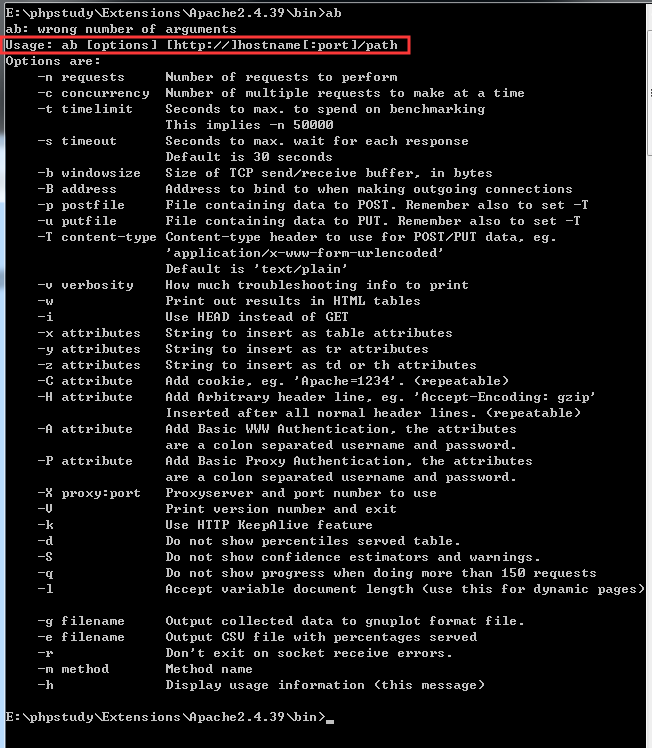 E:\phpstudy\Extensions\Apache2.4.39\bin>ab
ab: wrong number of arguments
Usage: ab [options] [http://]hostname[:port]/path
Options are:
    -n requests     Number of requests to perform
    -c concurrency  Number of multiple requests to make at a time
    -t timelimit    Seconds to max. to spend on benchmarking
                    This implies -n 50000
    -s timeout      Seconds to max. wait for each response
                    Default is 30 seconds
    -b windowsize   Size of TCP send/receive buffer, in bytes
    -B address      Address to bind to when making outgoing connections
    -p postfile     File containing data to POST. Remember also to set -T
    -u putfile      File containing data to PUT. Remember also to set -T
    -T content-type Content-type header to use for POST/PUT data, eg.
                    'application/x-www-form-urlencoded'
                    Default is 'text/plain'
    -v verbosity    How much troubleshooting info to print
    -w              Print out results in HTML tables
    -i              Use HEAD instead of GET
    -x attributes   String to insert as table attributes
    -y attributes   String to insert as tr attributes
    -z attributes   String to insert as td or th attributes
    -C attribute    Add cookie, eg. 'Apache=1234'. (repeatable)
    -H attribute    Add Arbitrary header line, eg. 'Accept-Encoding: gzip'
                    Inserted after all normal header lines. (repeatable)
    -A attribute    Add Basic WWW Authentication, the attributes
                    are a colon separated username and password.
    -P attribute    Add Basic Proxy Authentication, the attributes
                    are a colon separated username and password.
    -X proxy:port   Proxyserver and port number to use
    -V              Print version number and exit
    -k              Use HTTP KeepAlive feature
    -d              Do not show percentiles served table.
    -S              Do not show confidence estimators and warnings.
    -q              Do not show progress when doing more than 150 requests
    -l              Accept variable document length (use this for dynamic pages)
    -g filename     Output collected data to gnuplot format file.
    -e filename     Output CSV file with percentages served
    -r              Don't exit on socket receive errors.
    -m method       Method name
    -h              Display usage information (this message)
E:\phpstudy\Extensions\Apache2.4.39\bin>_